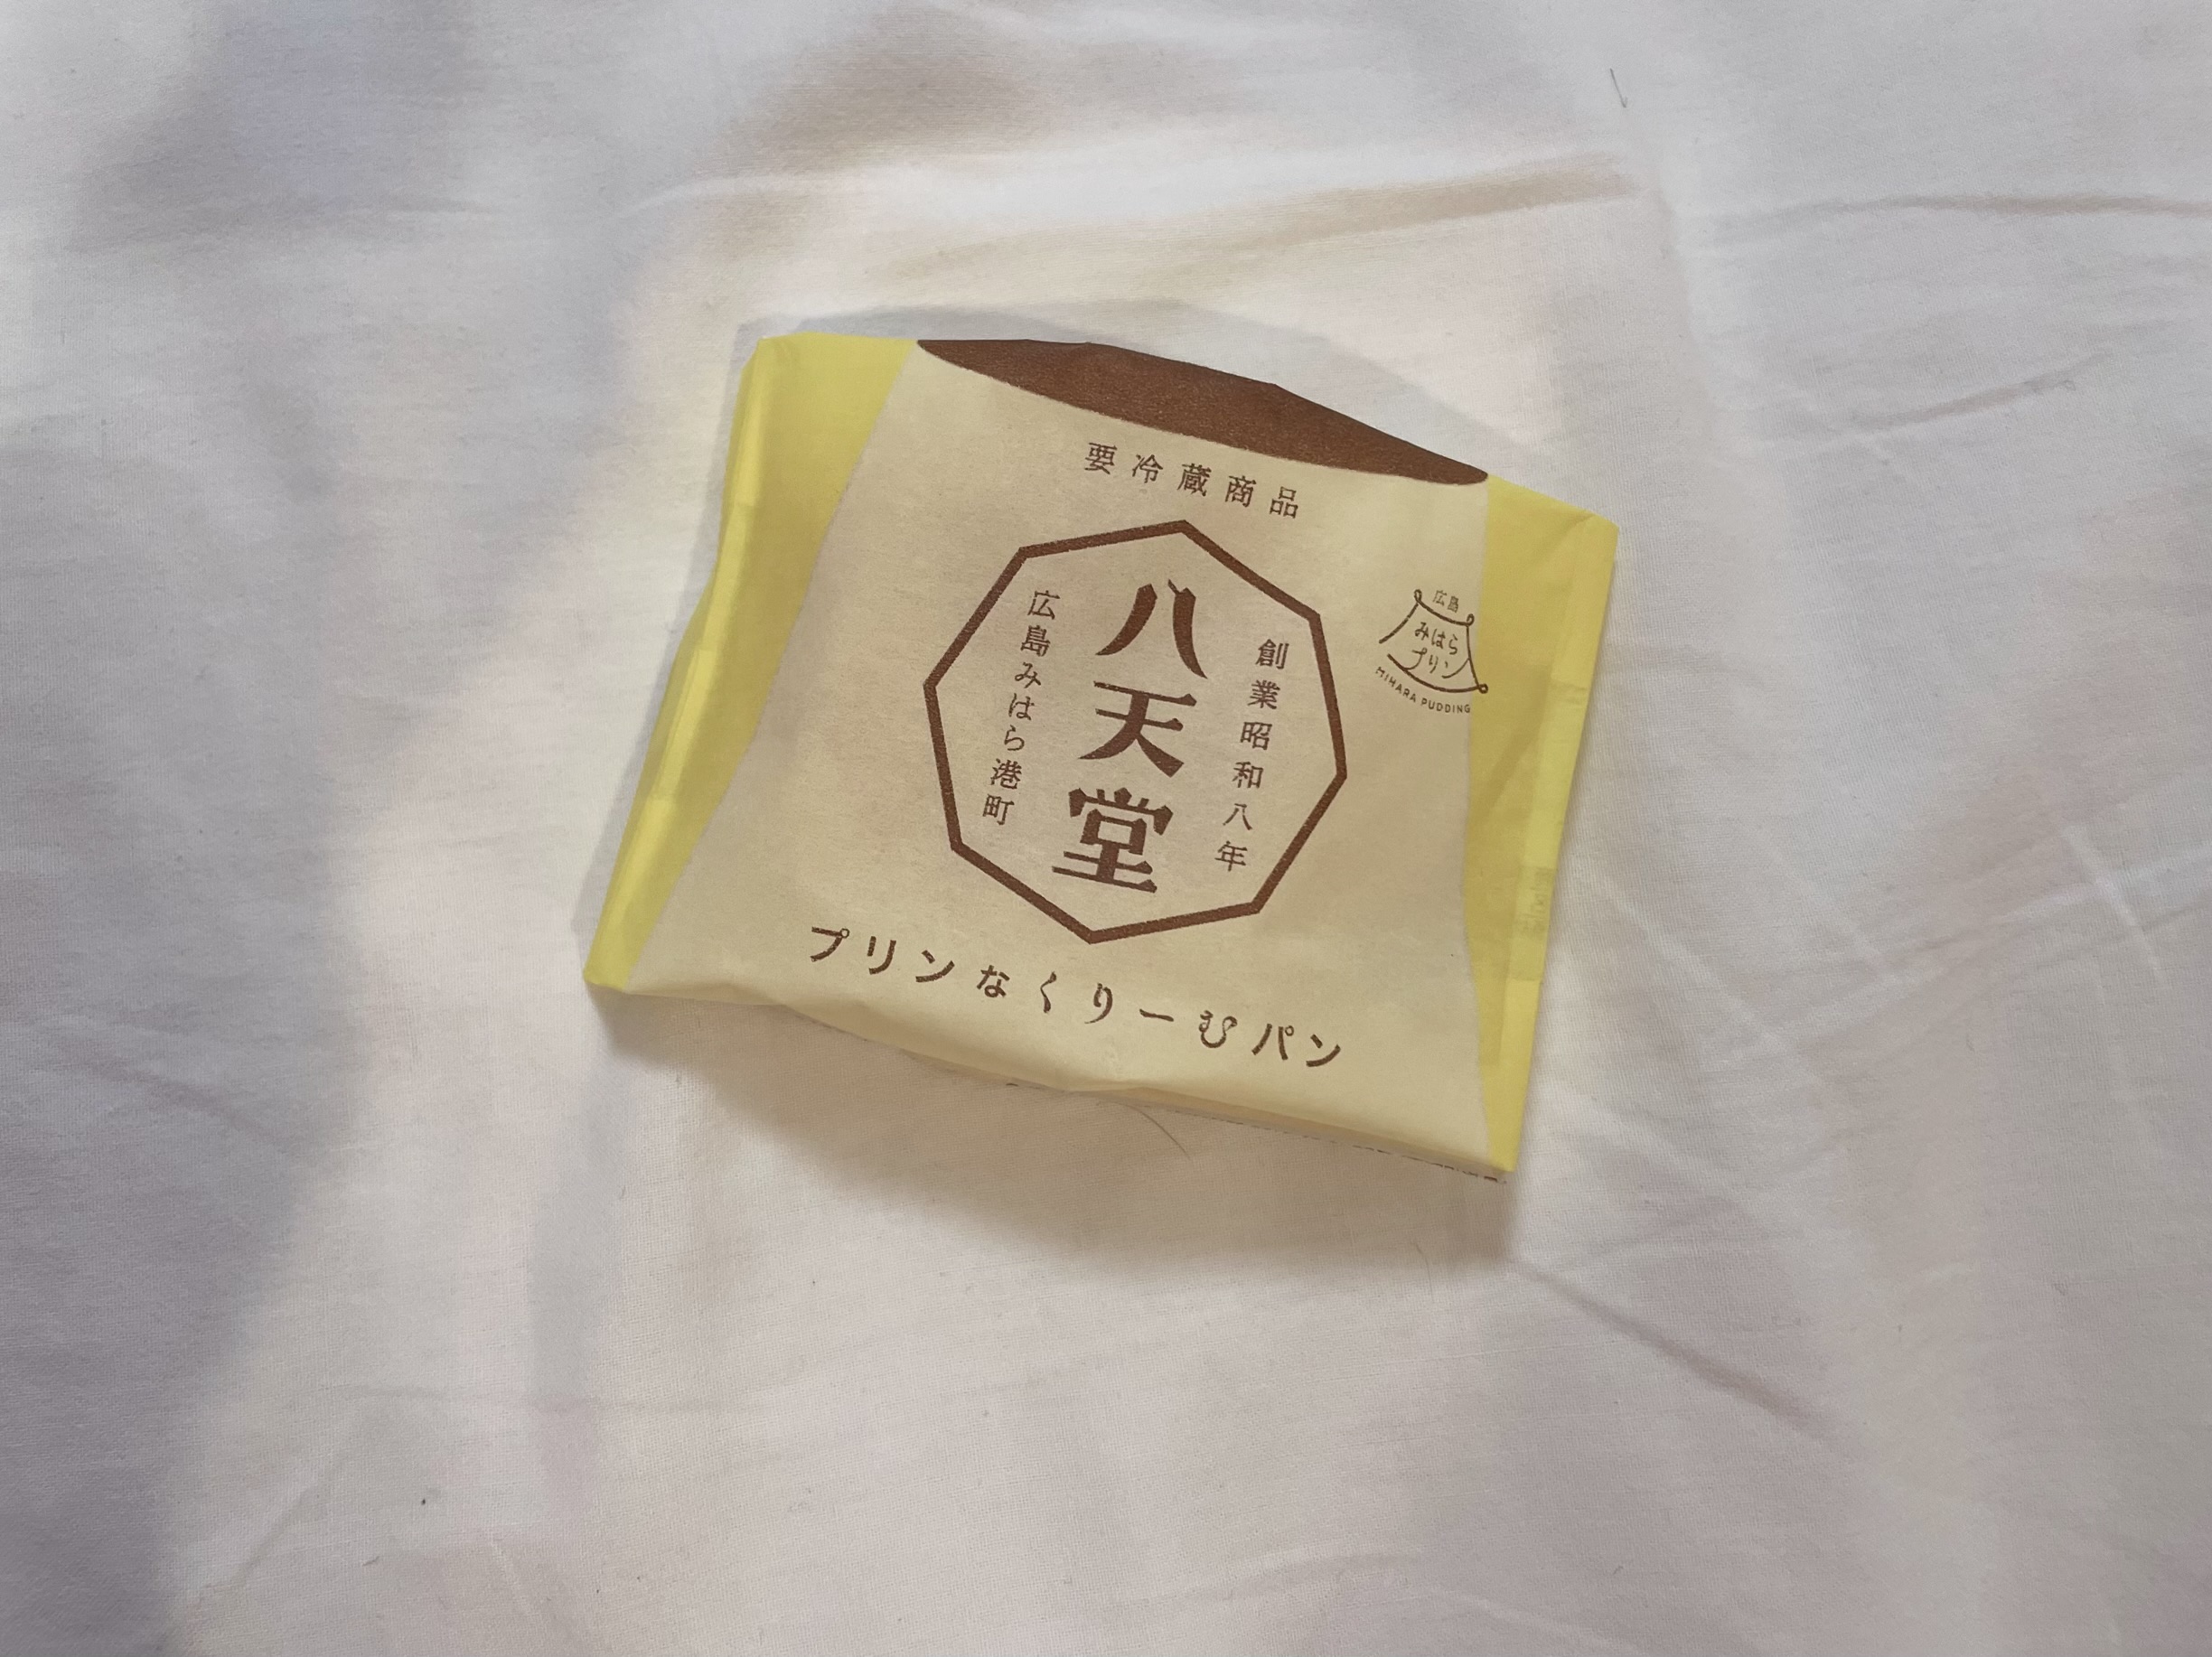 要冷蔵商品
創業昭和八年
八天堂
広島みはら港町
広島
みはら
プリン
MIHARA PUDDING
プリンなくりーむパン